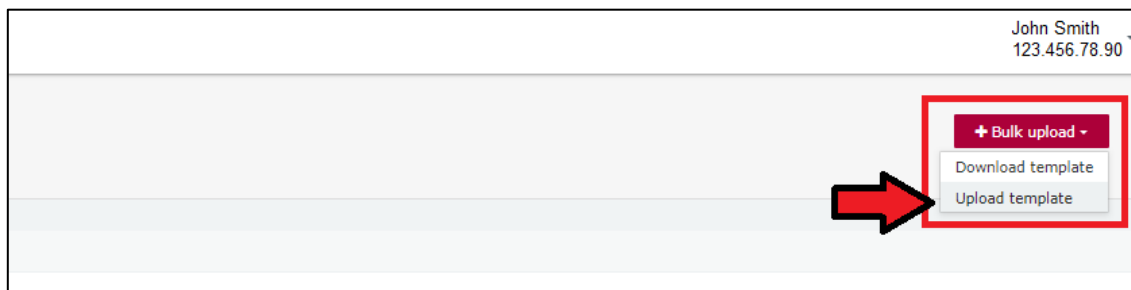 John Smith
123.456.78.90
+ Bulk upload
Download template
Upload template